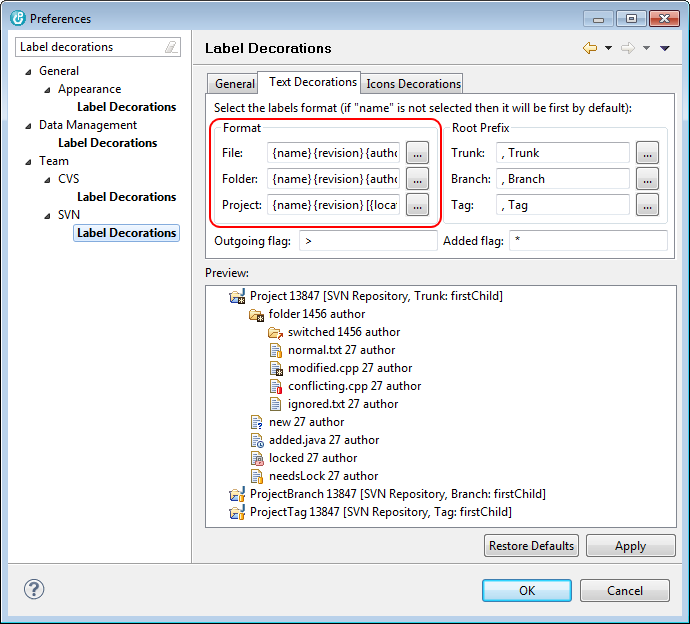 Preferences
Label decorations
General
Appearance
Label Decorations
Data Management
Label Decorations
Team
CVS
Label Decorations
SVN
Label Decorations
Label Decorations
General Text Decorations Icons Decorations
Select the labels format (if "name" is not selected then it will be first by default):
Format Root Prefix
File: {name}{revision}{autho ... Trunk: , Trunk ...
Folder: {name}{revision}{autho ... Branch: , Branch ...
Project: {name}{revision} [{locat ... Tag: , Tag ...
Outgoing flag: > Added flag: *
Preview:
Project 13847 [SVN Repository, Trunk: firstChild]
folder 1456 author
switched 1456 author
normal.txt 27 author
modified.cpp 27 author
conflicting.cpp 27 author
ignored.txt 27 author
new 27 author
added.java 27 author
locked 27 author
needsLock 27 author
ProjectBranch 13847 [SVN Repository, Branch: firstChild]
ProjectTag 13847 [SVN Repository, Tag: firstChild]
Restore Defaults Apply
? OK Cancel